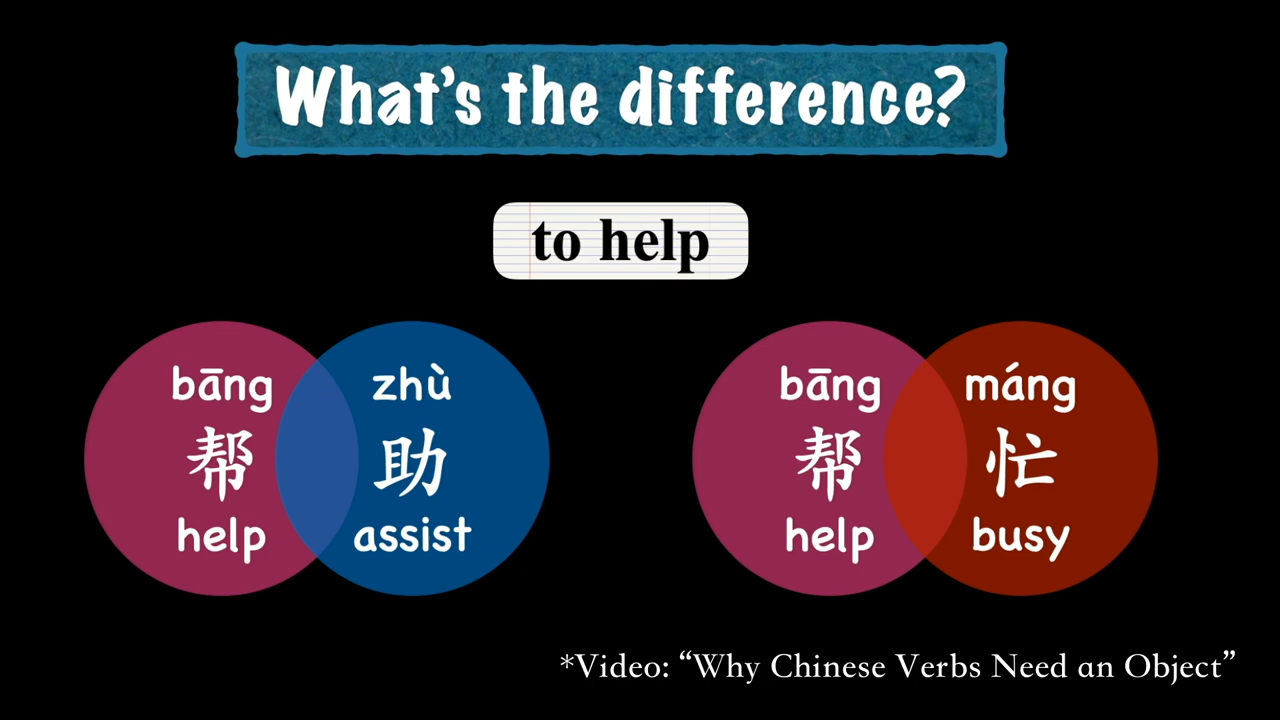 What's the difference?
to help
bāng zhù
帮 助
help assist
bāng máng
帮 忙
help busy
*Video: “Why Chinese Verbs Need an Object”